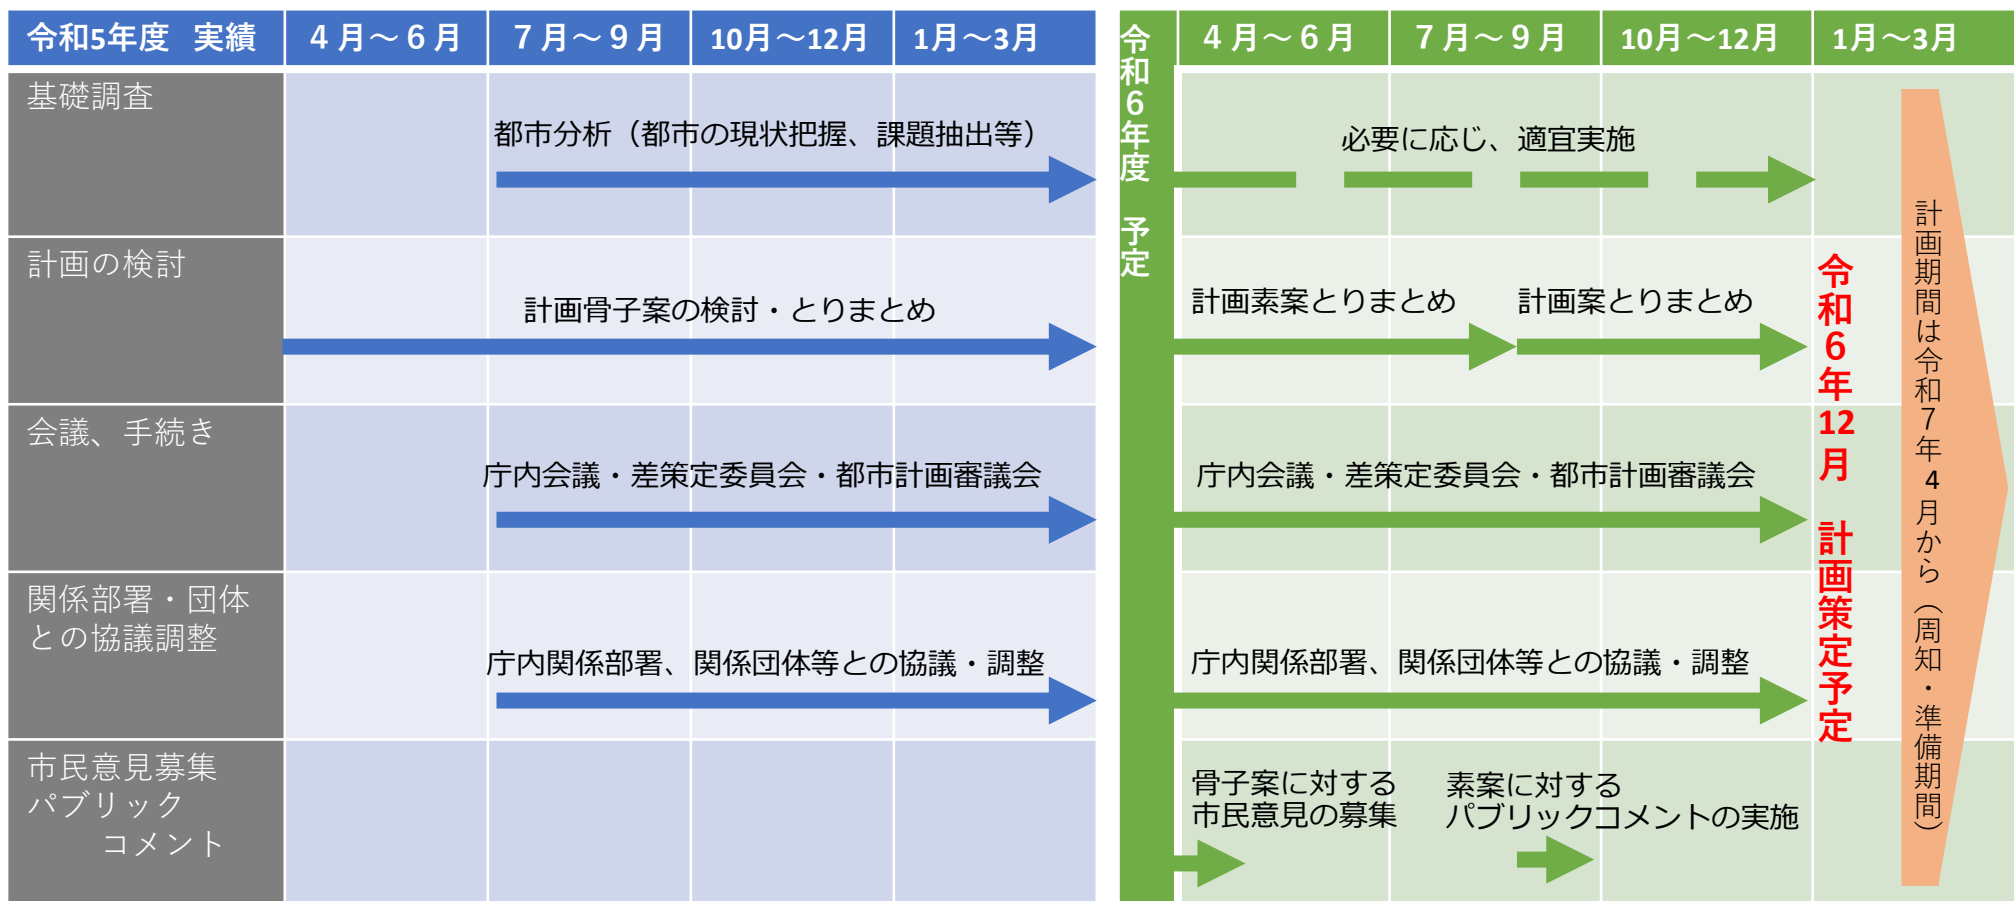 令和5年度　実績
４月～６月
７月～９月
10月～12月
1月～3月
基礎調査
都市分析（都市の現状把握、課題抽出等）
計画の検討
計画骨子案の検討・とりまとめ
会議、手続き
庁内会議・差策定委員会・都市計画審議会
関係部署・団体
との協議調整
庁内関係部署、関係団体等との協議・調整
市民意見募集
パブリック
コメント
令和６年度　予定
４月～６月
７月～９月
10月～12月
1月～3月
必要に応じ、適宜実施
計画素案とりまとめ
計画案とりまとめ
庁内会議・差策定委員会・都市計画審議会
庁内関係部署、関係団体等との協議・調整
骨子案に対する
市民意見の募集
素案に対する
パブリックコメントの実施
令和６年12月　計画策定予定
計画期間は令和７年４月から（周知・準備期間）